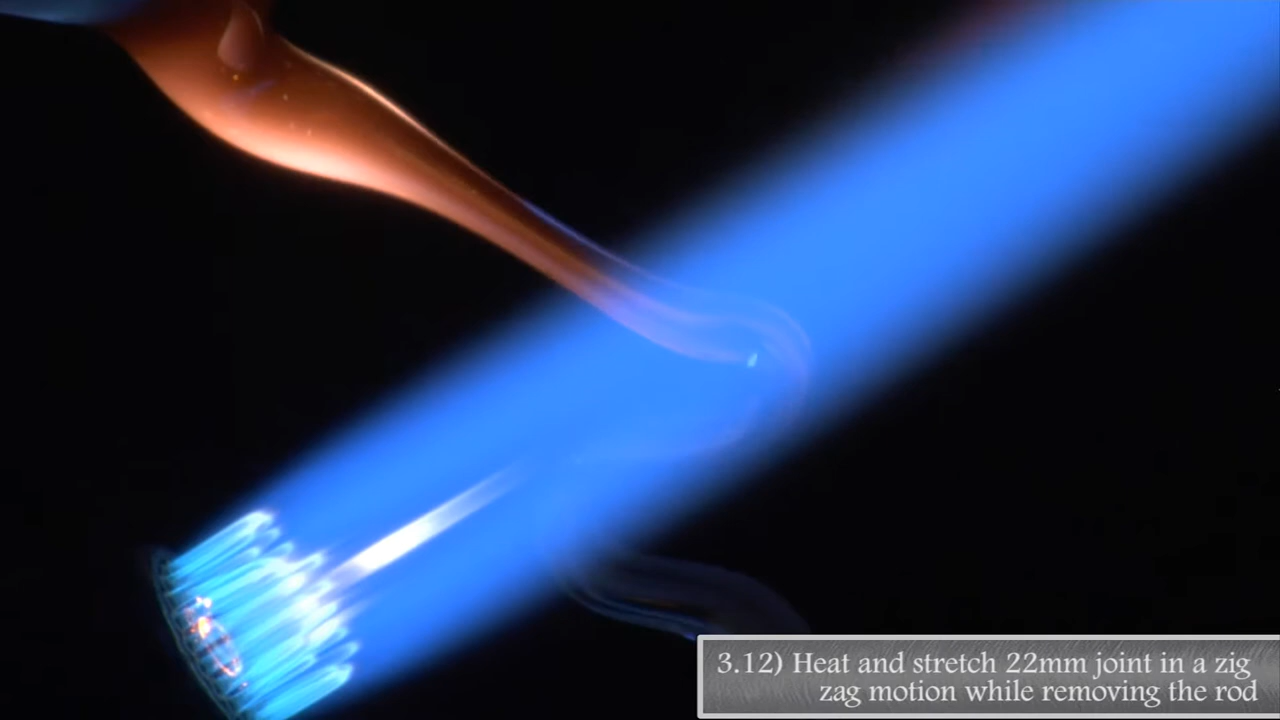 3.12) Heat and stretch 22mm joint in a zig
zag motion while removing the rod